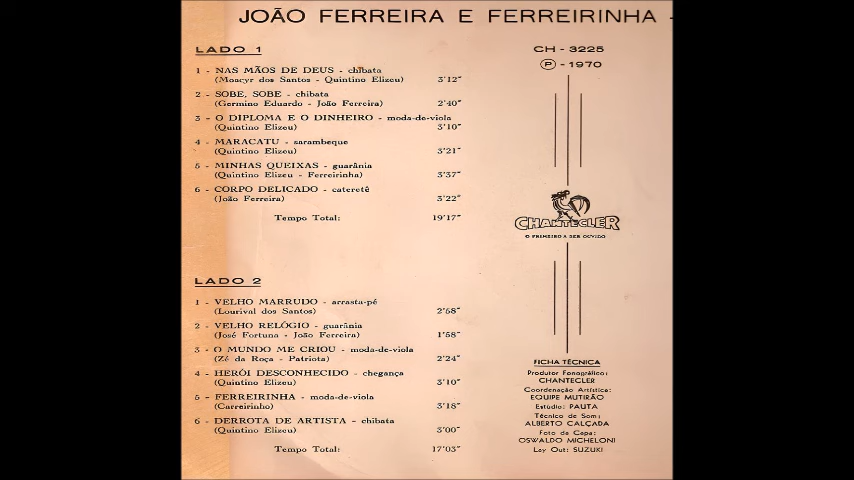 JOÃO FERREIRA E FERREIRINHA -
LADO 1
1 - NAS MÃOS DE DEUS - chibata
(Moacyr dos Santos - Quintino Elizeu) 3'12"
2 - SOBE, SOBE - chibata
(Germino Eduardo - João Ferreira) 2'40"
3 - O DIPLOMA E O DINHEIRO - moda-de-viola
(Quintino Elizeu) 3'10"
4 - MARACATU - sarambeque
(Quintino Elizeu) 3'21"
5 - MINHAS QUEIXAS - guarânia
(Quintino Elizeu - Ferreirinha) 3'37"
6 - CORPO DELICADO - cateretê
(João Ferreira) 3'22"
Tempo Total: 19'17"
LADO 2
1 - VELHO MARRUDO - arrasta-pé
(Lourival dos Santos) 2'58"
2 - VELHO RELÓGIO - guarânia
(José Fortuna - João Ferreira) 1'58"
3 - O MUNDO ME CRIOU - moda-de-viola
(Zé da Roça - Patriota) 2'24"
4 - HERÓI DESCONHECIDO - chegança
(Quintino Elizeu) 3'10"
5 - FERREIRINHA - moda-de-viola
(Carreirinho) 3'18"
6 - DERROTA DE ARTISTA - chibata
(Quintino Elizeu) 3'00"
Tempo Total: 17'03"
CH - 3225
Ⓟ - 1970
CHANTECLER
O PRIMEIRO A SER OUVIDO
FICHA TÉCNICA
Produtor Fonográfico:
CHANTECLER
Coordenação Artística:
EQUIPE MUTIRÃO
Estúdio: PAUTA
Técnico de Som:
ALBERTO CALÇADA
Foto da Capa:
OSWALDO MICHELONI
Lay Out: SUZUKI